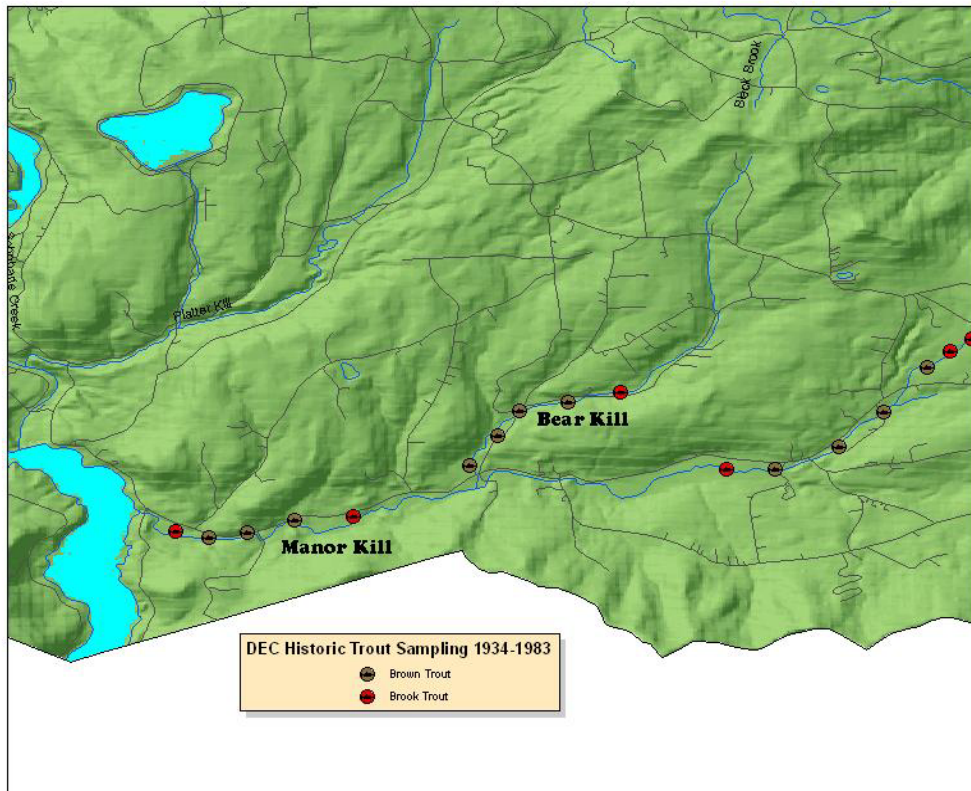 Black Brook
Schoharie Creek
Platter Kill
Bear Kill
Manor Kill
DEC Historic Trout Sampling 1934-1983
Brown Trout
Brook Trout